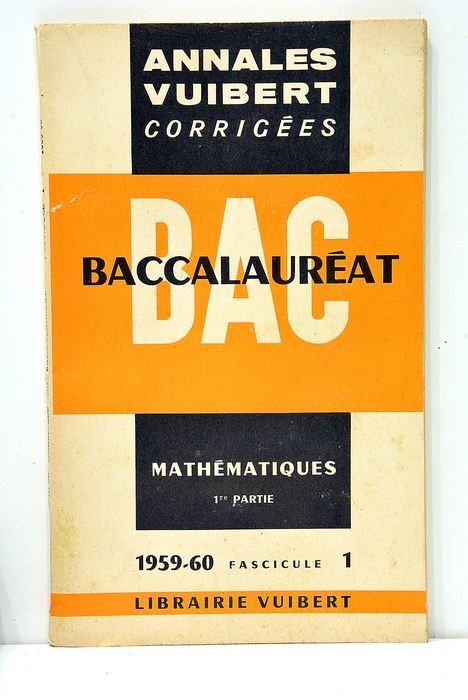 ANNALES
VUIBERT
CORRIGÉES
BAC
BACCALAURÉAT
MATHÉMATIQUES
1re PARTIE
1959-60 FASCICULE 1
LIBRAIRIE VUIBERT